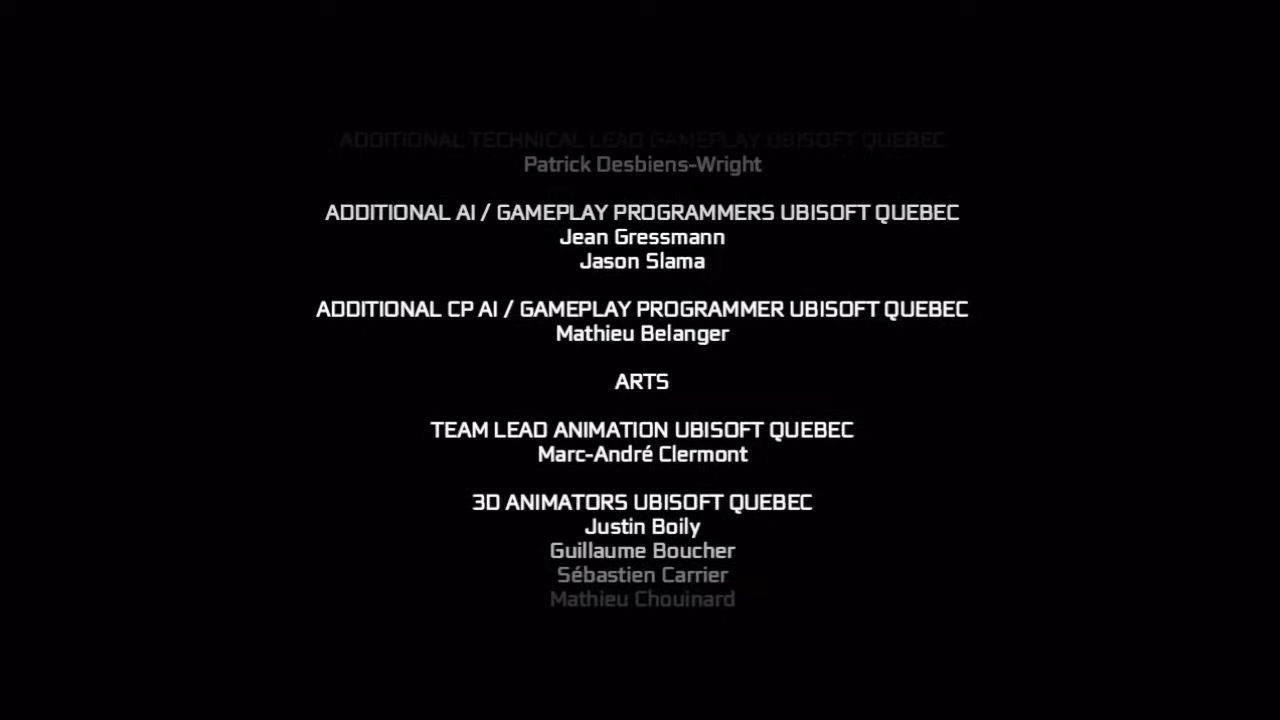 ADDITIONAL TECHNICAL LEAD GAMEPLAY UBISOFT QUEBEC
Patrick Desbiens-Wright
ADDITIONAL AI / GAMEPLAY PROGRAMMERS UBISOFT QUEBEC
Jean Gressmann
Jason Slama
ADDITIONAL CP AI / GAMEPLAY PROGRAMMER UBISOFT QUEBEC
Mathieu Belanger
ARTS
TEAM LEAD ANIMATION UBISOFT QUEBEC
Marc-André Clermont
3D ANIMATORS UBISOFT QUEBEC
Justin Boily
Guillaume Boucher
Sébastien Carrier
Mathieu Chouinard